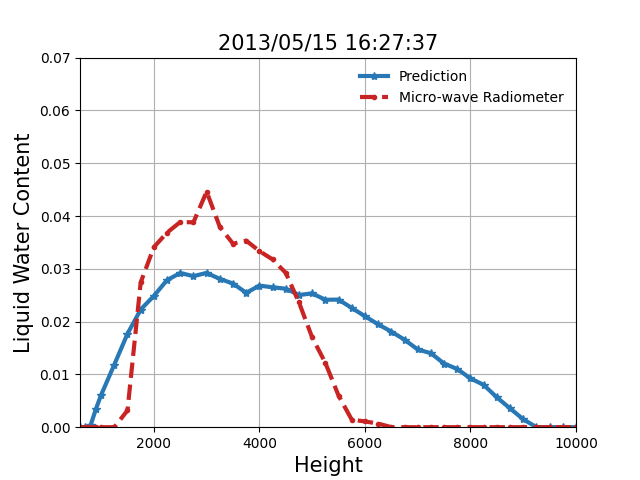 2013/05/15 16:27:37
0.07
0.06
0.05
0.04
0.03
0.02
0.01
0.00
Liquid Water Content
Prediction
Micro-wave Radiometer
2000 4000 6000 8000 10000
Height